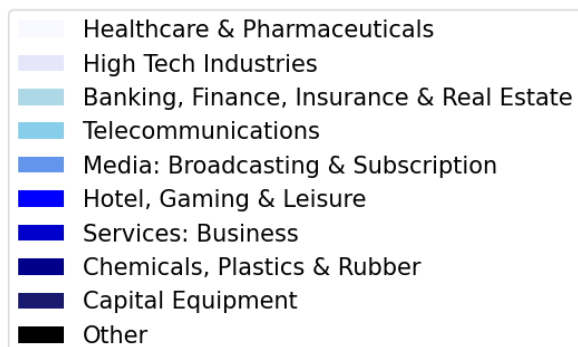 Healthcare & Pharmaceuticals
High Tech Industries
Banking, Finance, Insurance & Real Estate
Telecommunications
Media: Broadcasting & Subscription
Hotel, Gaming & Leisure
Services: Business
Chemicals, Plastics & Rubber
Capital Equipment
Other